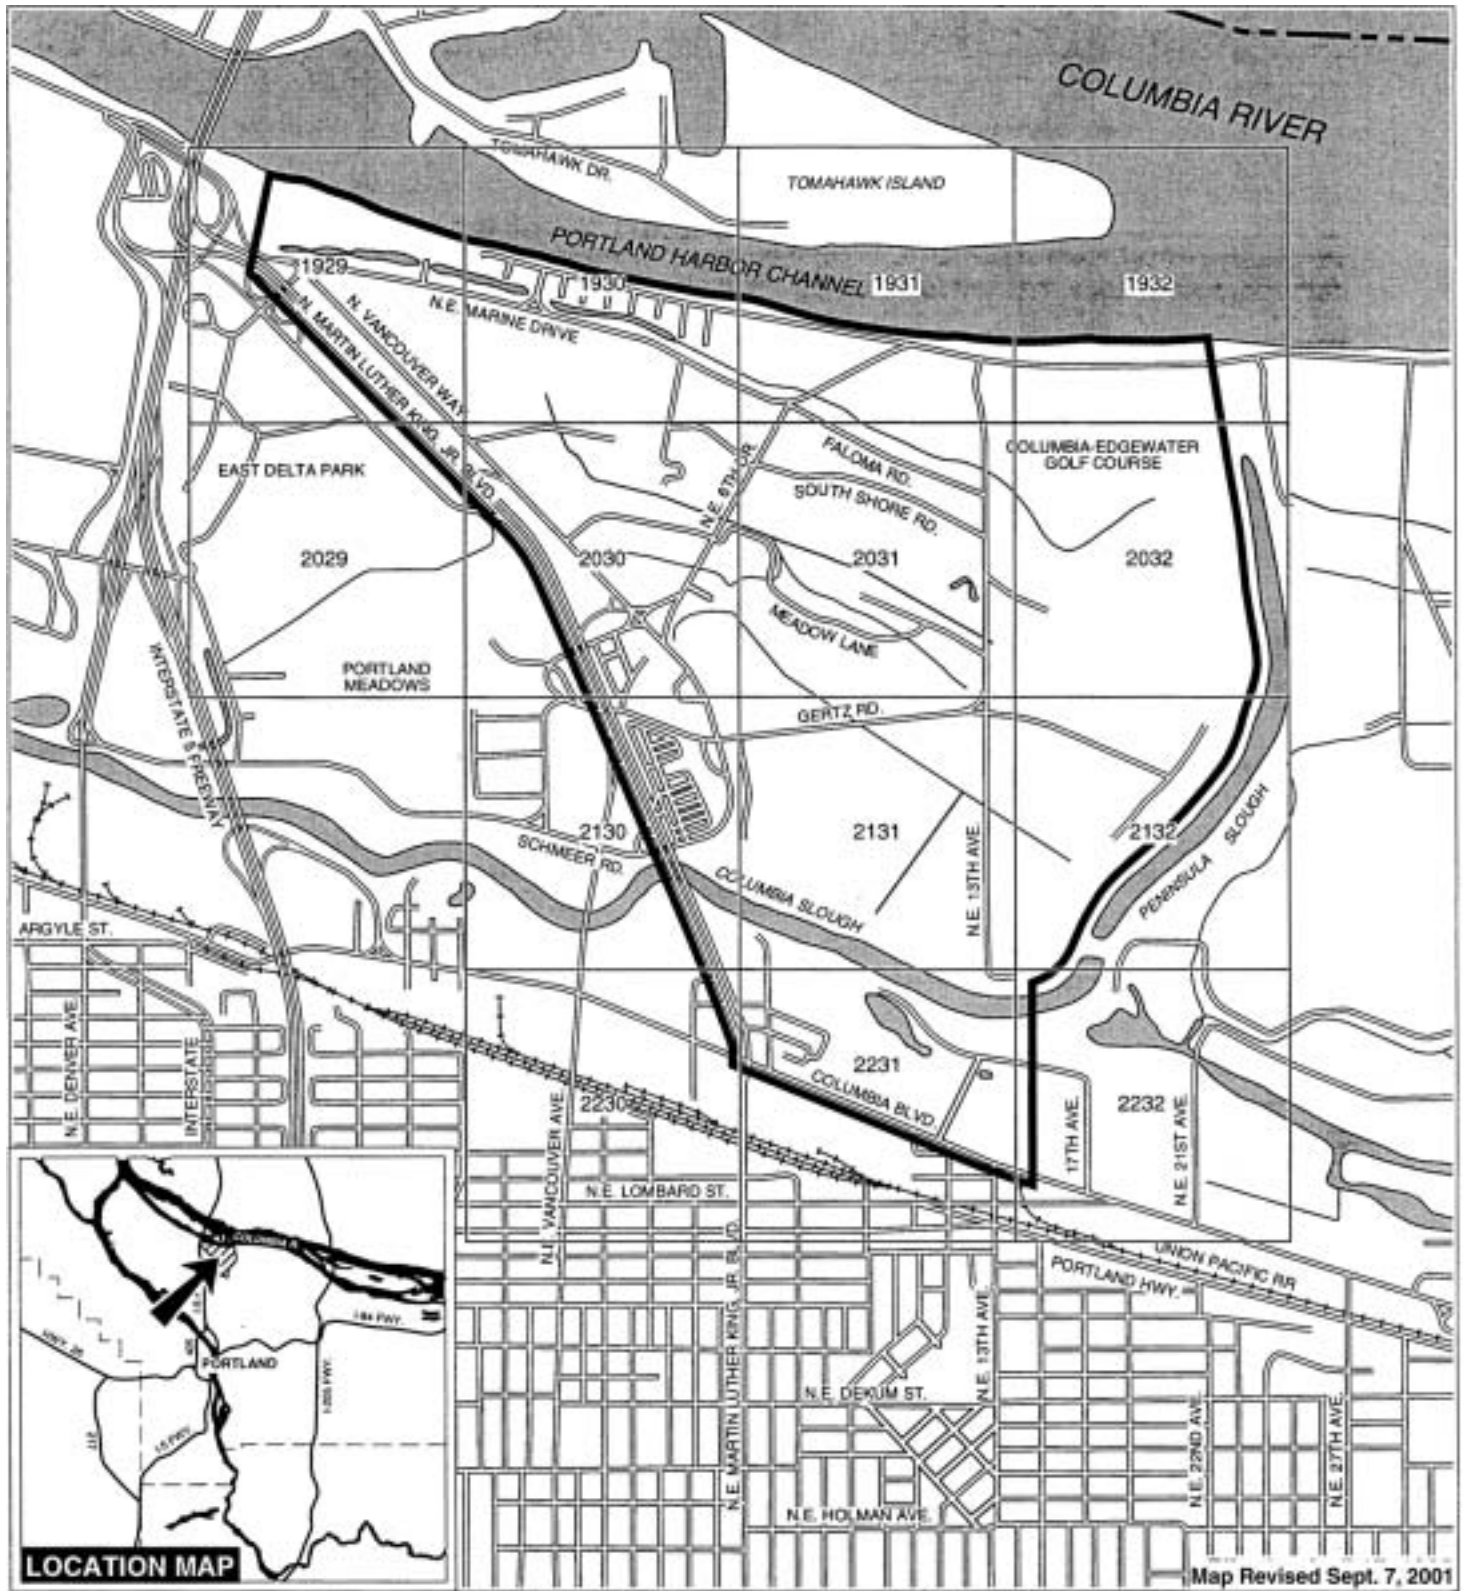 COLUMBIA RIVER
TOMAHAWK DR.
TOMAHAWK ISLAND
PORTLAND HARBOR CHANNEL
1929
1930
1931
1932
N. VANCOUVER WAY
N.E. MARINE DRIVE
N. MARTIN LUTHER KING, JR. BLVD.
EAST DELTA PARK
N.E. 6TH DR.
FALOMA RD.
SOUTH SHORE RD.
COLUMBIA-EDGEWATER
GOLF COURSE
2029
2030
2031
2032
MEADOW LANE
PORTLAND
MEADOWS
INTERSTATE 5 FREEWAY
GERTZ RD.
2130
2131
2132
SCHMEER RD.
COLUMBIA SLOUGH
N.E. 13TH AVE.
PENINSULA SLOUGH
ARGYLE ST.
N.E. DENVER AVE.
INTERSTATE
2230
2231
2232
COLUMBIA BLVD.
17TH AVE.
N.E. 21ST AVE.
N.E. VANCOUVER AVE.
N.E. LOMBARD ST.
UNION PACIFIC RR
PORTLAND HWY.
N.E. MARTIN LUTHER KING, JR. BLVD.
N.E. 13TH AVE.
N.E. DEKUM ST.
N.E. 22ND AVE.
N.E. 27TH AVE.
N.E. HOLMAN AVE.
I-84 FWY.
HWY 26
405
PORTLAND
I-205 FWY.
217
I-5 FWY
LOCATION MAP
Map Revised Sept. 7, 2001